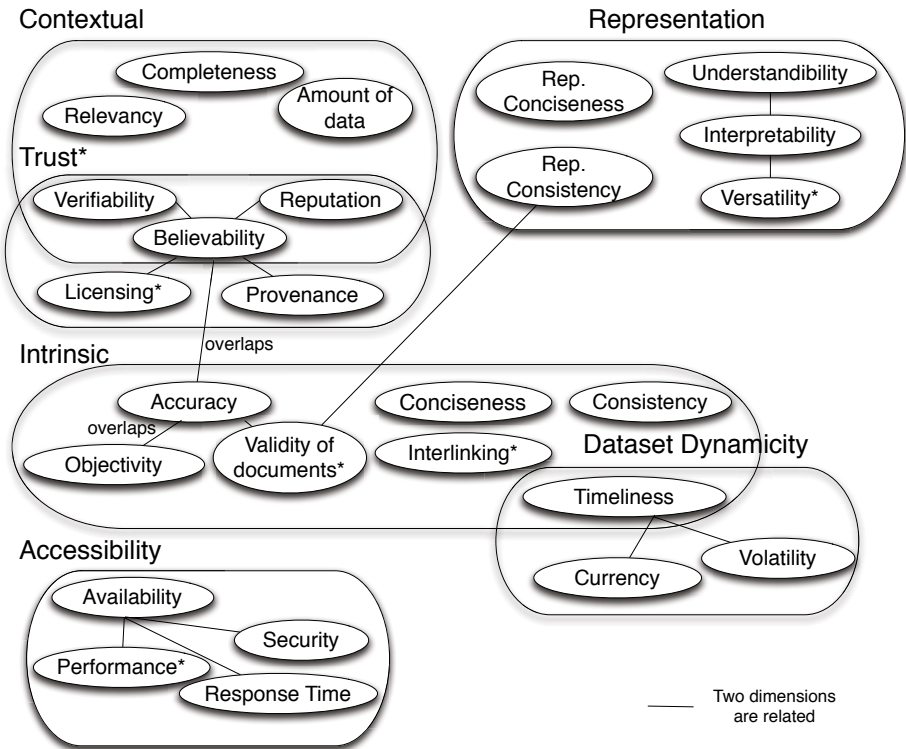 Contextual
Representation
Completeness
Relevancy
Amount of
data
Rep.
Conciseness
Understandibility
Interpretability
Rep.
Consistency
Versatility*
Trust*
Verifiability
Reputation
Believability
Licensing*
Provenance
overlaps
Intrinsic
Accuracy
Conciseness
Consistency
overlaps
Objectivity
Validity of
documents*
Interlinking*
Dataset Dynamicity
Timeliness
Currency
Volatility
Accessibility
Availability
Security
Performance*
Response Time
Two dimensions
are related